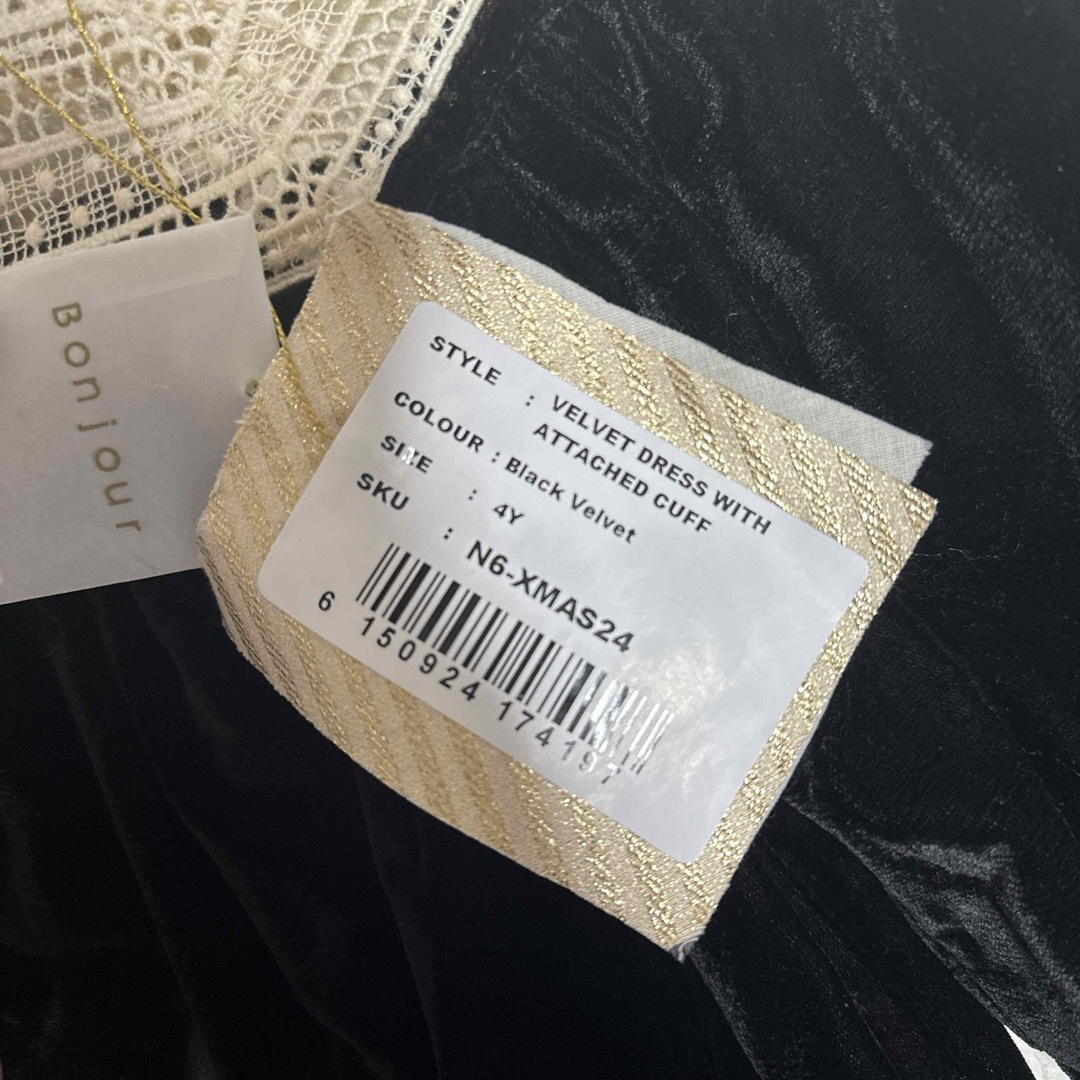 Bonjour
STYLE : VELVET DRESS WITH
ATTACHED CUFF
COLOUR : Black Velvet
SIZE : 4Y
SKU : N6-XMAS24
6 150924 174197